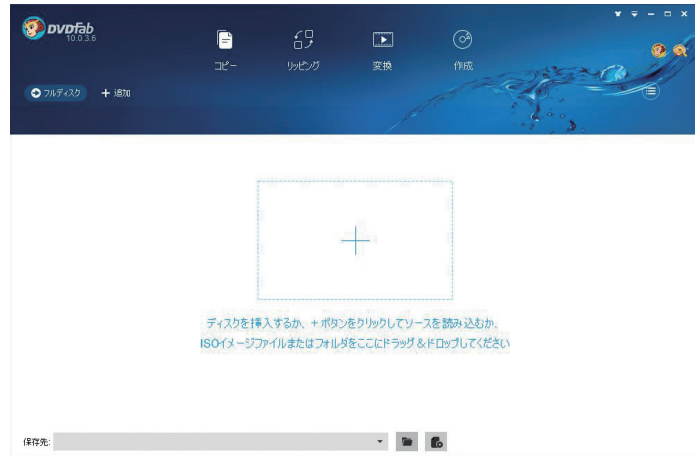 DVDFab
10.0.3.6
コピー
リッピング
変換
作成
フルディスク
追加
ディスクを挿入するか、+ボタンをクリックしてソースを読み込むか、
ISOイメージファイルまたはフォルダをここにドラッグ&ドロップしてください
保存先: